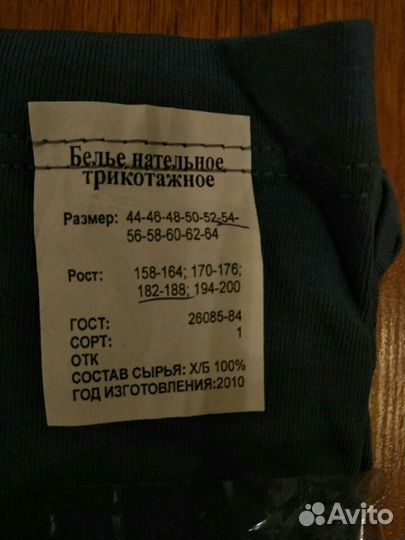 Белье нательное
трикотажное
Размер: 44-46-48-50-52-54-
56-58-60-62-64
Рост: 158-164; 170-176;
182-188; 194-200
ГОСТ: 26085-84
СОРТ: 1
ОТК
СОСТАВ СЫРЬЯ: Х/Б 100%
ГОД ИЗГОТОВЛЕНИЯ:2010
Avito